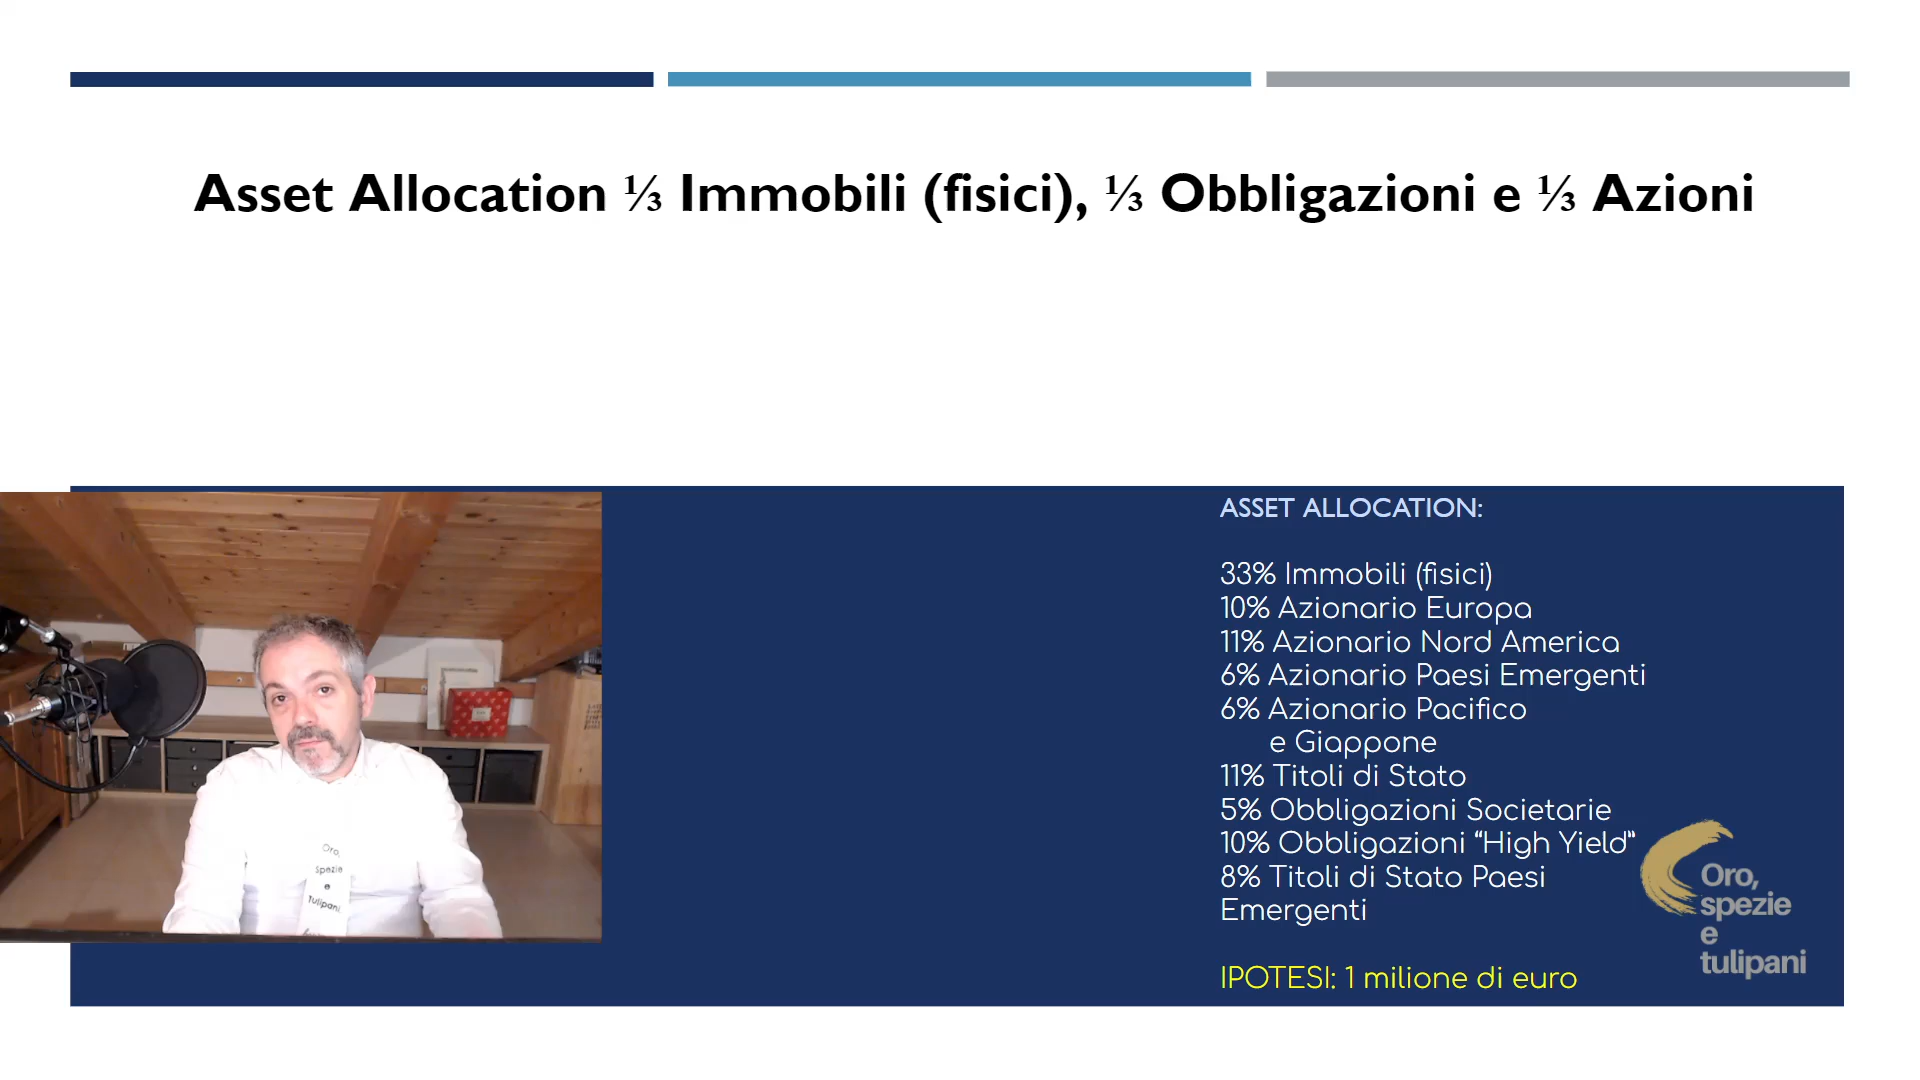 Asset Allocation ⅓ Immobili (fisici), ⅓ Obbligazioni e ⅓ Azioni
ASSET ALLOCATION:
33% Immobili (fisici)
10% Azionario Europa
11% Azionario Nord America
6% Azionario Paesi Emergenti
6% Azionario Pacifico
e Giappone
11% Titoli di Stato
5% Obbligazioni Societarie
10% Obbligazioni “High Yield”
8% Titoli di Stato Paesi
Emergenti
IPOTESI: 1 milione di euro
Oro,
spezie
e
tulipani
Oro,
Spezie
e
Tulipani